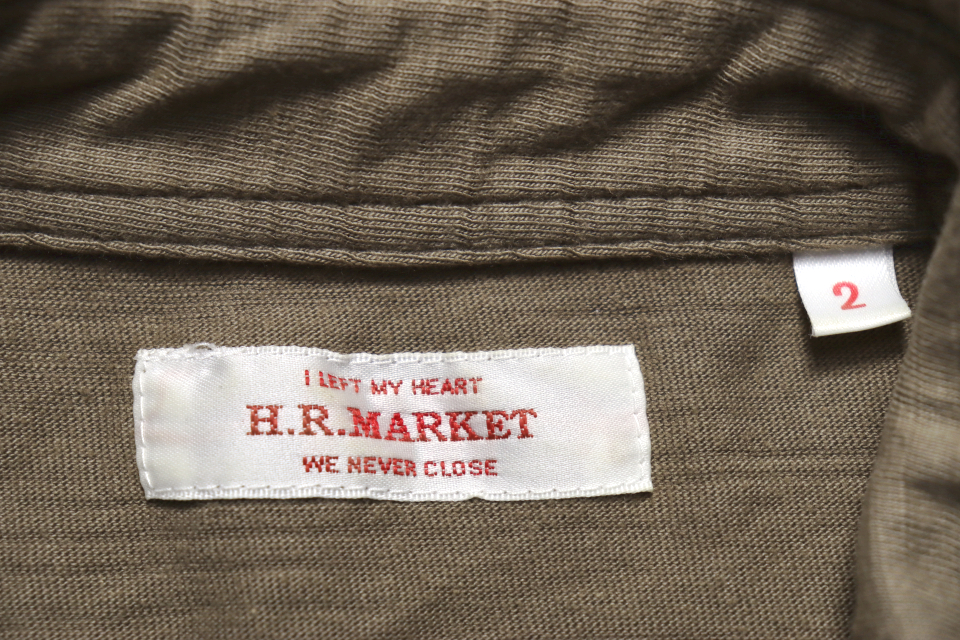 2
I LEFT MY HEART
H.R.MARKET
WE NEVER CLOSE